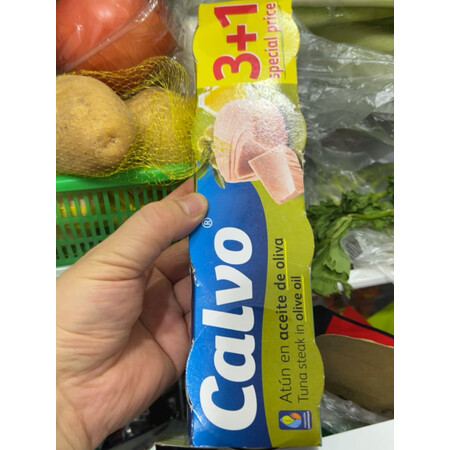 3+1
special price
Calvo®
Atún en aceite de oliva
Tuna steak in olive oil